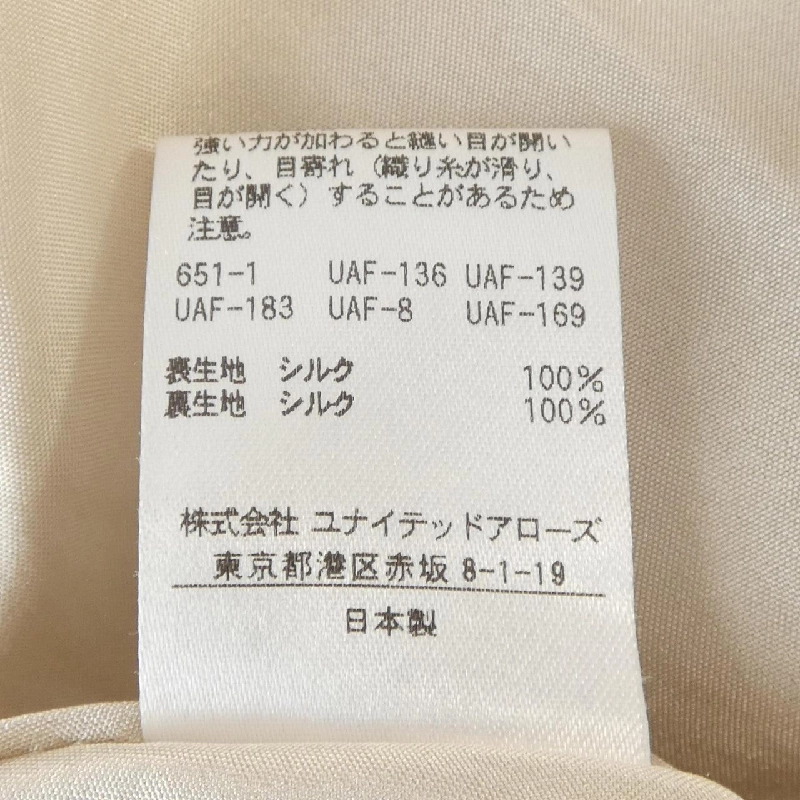 強い力が加わると縫い目が開い
たり、目寄れ（織り糸が滑り、
目が開く）することがあるため
注意。
651-1 UAF-136 UAF-139
UAF-183 UAF-8 UAF-169
表生地 シルク 100%
裏生地 シルク 100%
株式会社 ユナイテッドアローズ
東京都港区赤坂 8-1-19
日本製